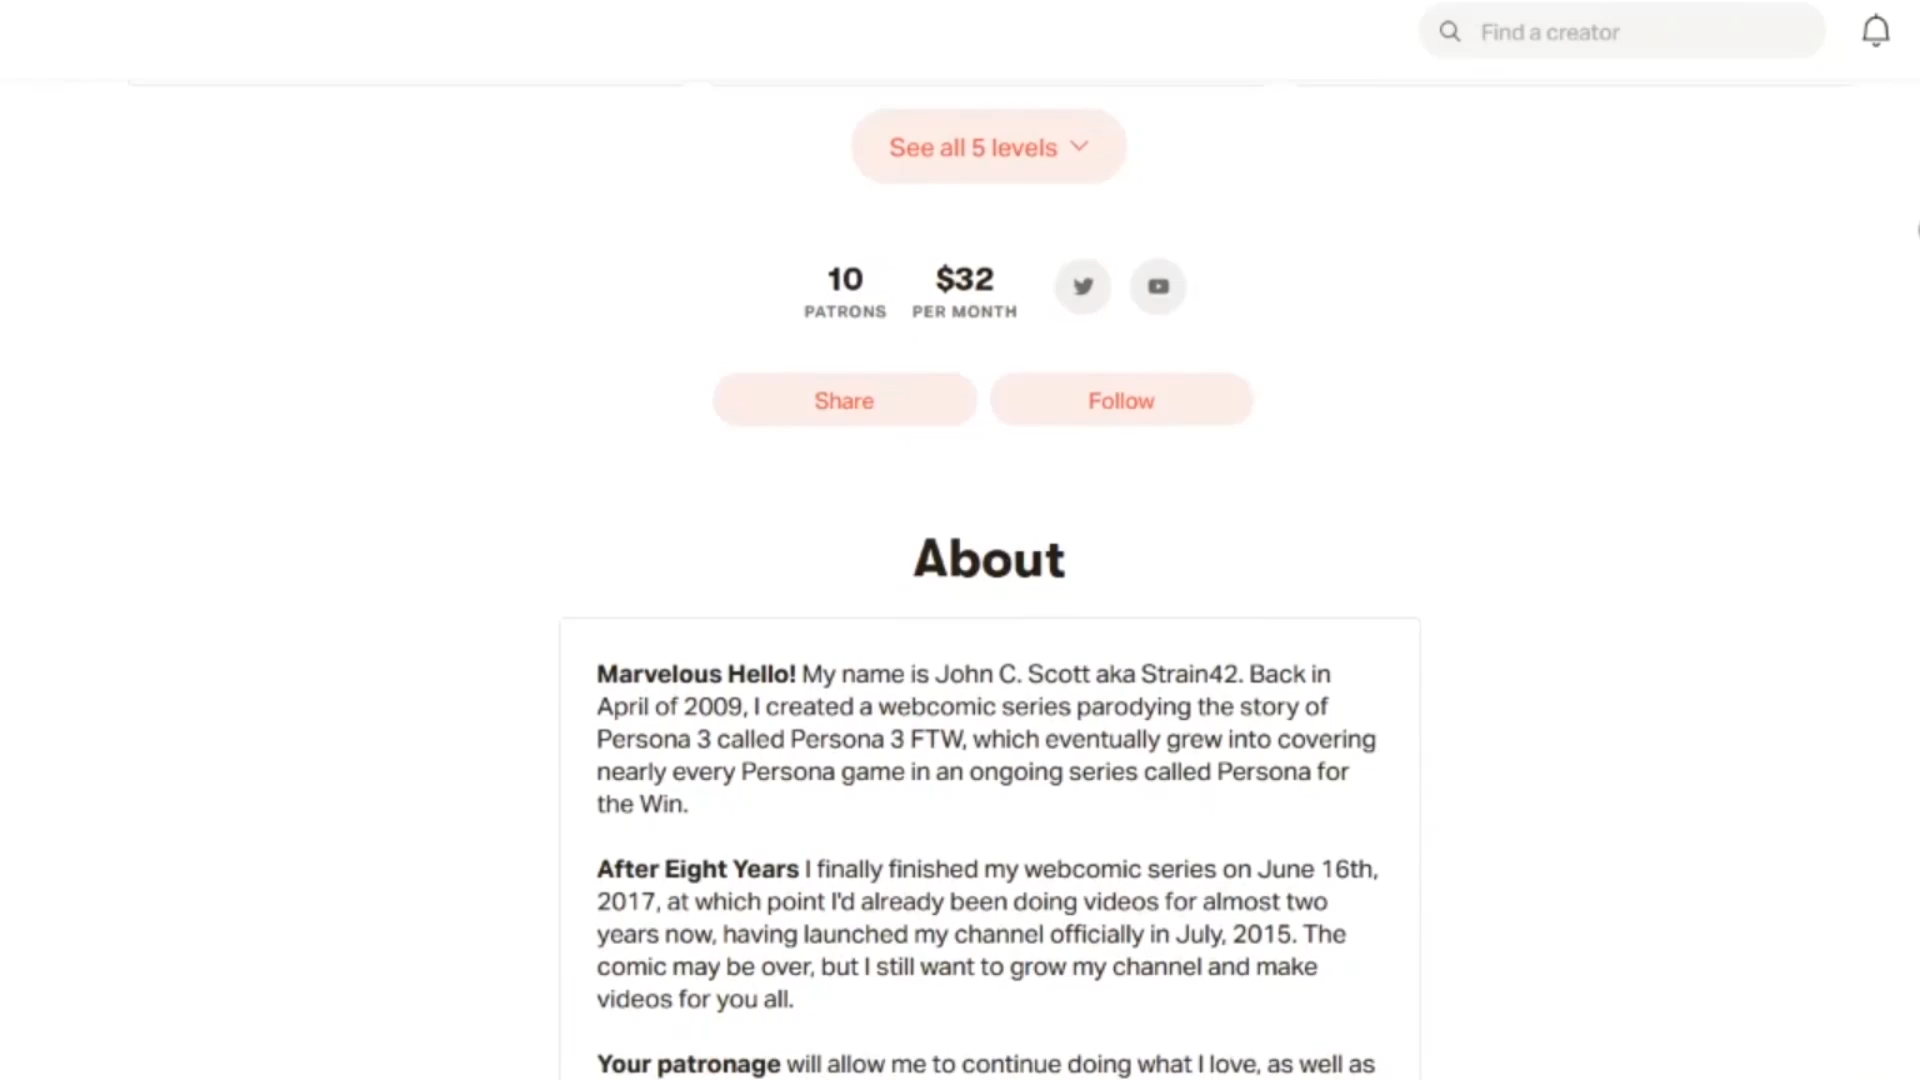 Find a creator
See all 5 levels
10
$32
PATRONS
PER MONTH
Share
Follow
About
Marvelous Hello! My name is John C. Scott aka Strain42. Back in
April of 2009, I created a webcomic series parodying the story of
Persona 3 called Persona 3 FTW, which eventually grew into covering
nearly every Persona game in an ongoing series called Persona for
the Win.
After Eight Years I finally finished my webcomic series on June 16th,
2017, at which point I'd already been doing videos for almost two
years now, having launched my channel officially in July, 2015. The
comic may be over, but I still want to grow my channel and make
videos for you all.
Your patronage will allow me to continue doing what I love, as well as